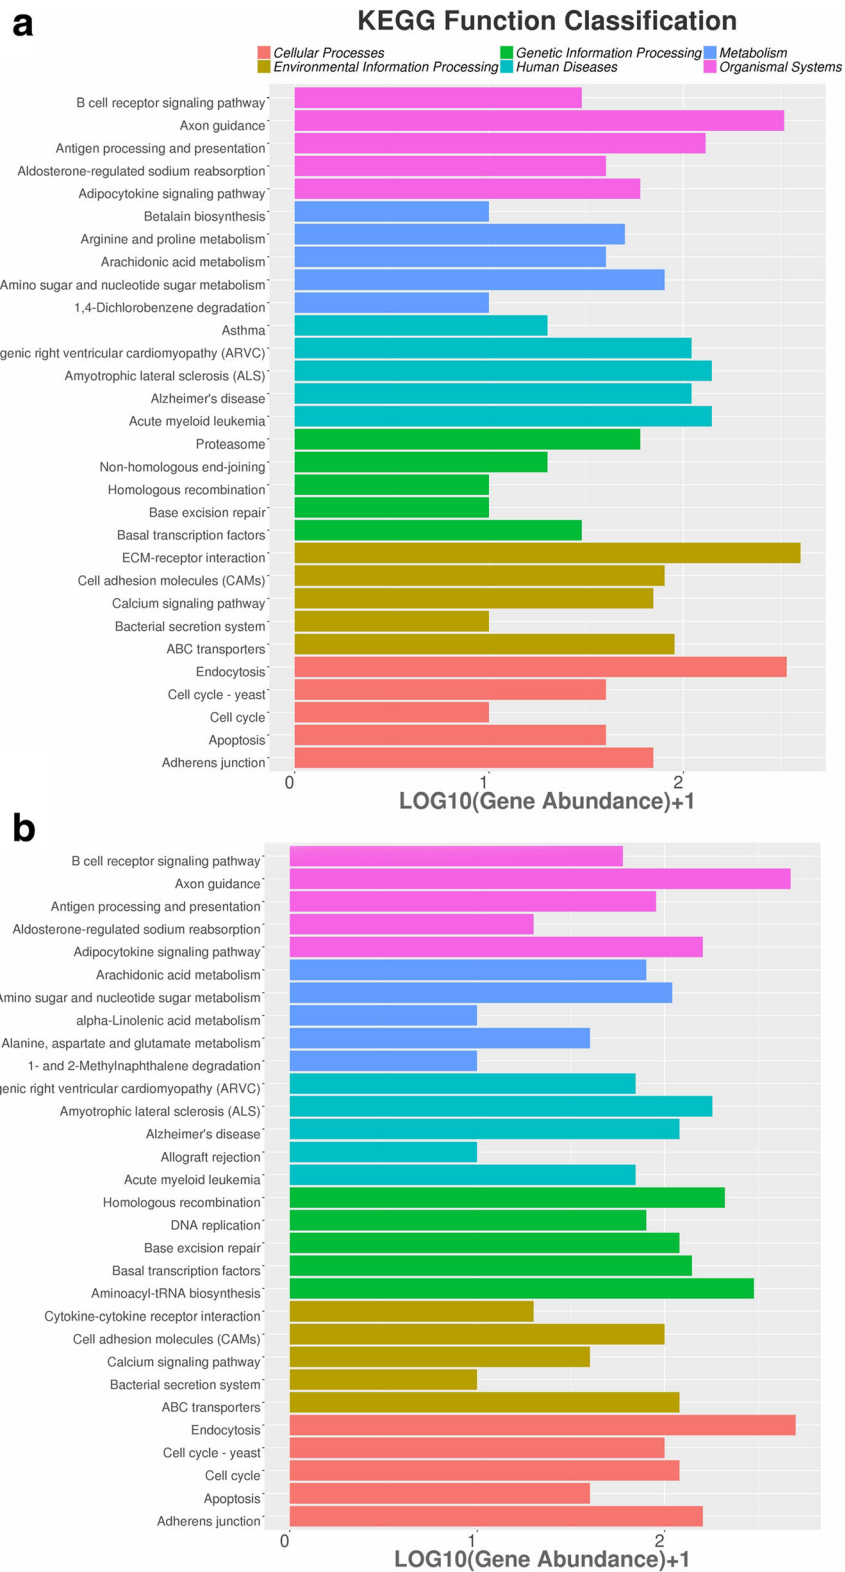 a
KEGG Function Classification
Cellular Processes
Genetic Information Processing
Metabolism
Environmental Information Processing
Human Diseases
Organismal Systems
B cell receptor signaling pathway
Axon guidance
Antigen processing and presentation
Aldosterone-regulated sodium reabsorption
Adipocytokine signaling pathway
Betalain biosynthesis
Arginine and proline metabolism
Arachidonic acid metabolism
Amino sugar and nucleotide sugar metabolism
1,4-Dichlorobenzene degradation
Asthma
genic right ventricular cardiomyopathy (ARVC)
Amyotrophic lateral sclerosis (ALS)
Alzheimer's disease
Acute myeloid leukemia
Proteasome
Non-homologous end-joining
Homologous recombination
Base excision repair
Basal transcription factors
ECM-receptor interaction
Cell adhesion molecules (CAMs)
Calcium signaling pathway
Bacterial secretion system
ABC transporters
Endocytosis
Cell cycle - yeast
Cell cycle
Apoptosis
Adherens junction
0 1 2
LOG10(Gene Abundance)+1
b
B cell receptor signaling pathway
Axon guidance
Antigen processing and presentation
Aldosterone-regulated sodium reabsorption
Adipocytokine signaling pathway
Arachidonic acid metabolism
Amino sugar and nucleotide sugar metabolism
alpha-Linolenic acid metabolism
Alanine, aspartate and glutamate metabolism
1- and 2-Methylnaphthalene degradation
genic right ventricular cardiomyopathy (ARVC)
Amyotrophic lateral sclerosis (ALS)
Alzheimer's disease
Allograft rejection
Acute myeloid leukemia
Homologous recombination
DNA replication
Base excision repair
Basal transcription factors
Aminoacyl-tRNA biosynthesis
Cytokine-cytokine receptor interaction
Cell adhesion molecules (CAMs)
Calcium signaling pathway
Bacterial secretion system
ABC transporters
Endocytosis
Cell cycle - yeast
Cell cycle
Apoptosis
Adherens junction
0 1 2
LOG10(Gene Abundance)+1